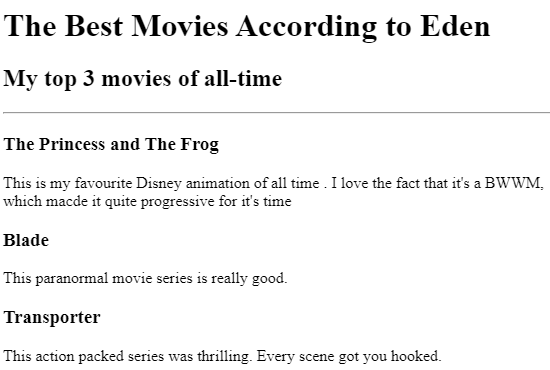 The Best Movies According to Eden
My top 3 movies of all-time
The Princess and The Frog
This is my favourite Disney animation of all time . I love the fact that it's a BWWM,
which macde it quite progressive for it's time
Blade
This paranormal movie series is really good.
Transporter
This action packed series was thrilling. Every scene got you hooked.